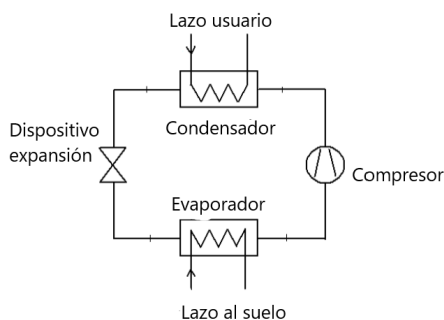 Lazo usuario
Condensador
Dispositivo
expansión
Compresor
Evaporador
Lazo al suelo